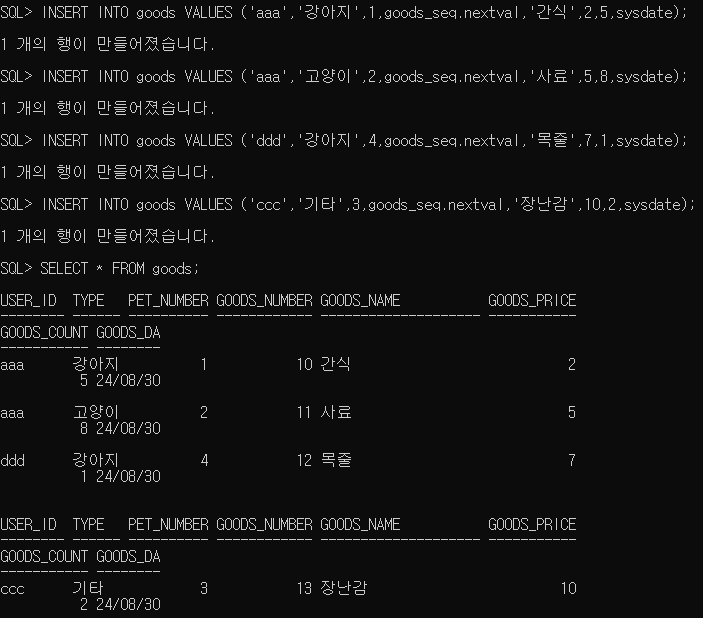 SQL> INSERT INTO goods VALUES ('aaa','강아지',1,goods_seq.nextval,'간식',2,5,sysdate);
1 개의 행이 만들어졌습니다.
SQL> INSERT INTO goods VALUES ('aaa','고양이',2,goods_seq.nextval,'사료',5,8,sysdate);
1 개의 행이 만들어졌습니다.
SQL> INSERT INTO goods VALUES ('ddd','강아지',4,goods_seq.nextval,'목줄',7,1,sysdate);
1 개의 행이 만들어졌습니다.
SQL> INSERT INTO goods VALUES ('ccc','기타',3,goods_seq.nextval,'장난감',10,2,sysdate);
1 개의 행이 만들어졌습니다.
SQL> SELECT * FROM goods;
USER_ID  TYPE   PET_NUMBER GOODS_NUMBER GOODS_NAME           GOODS_PRICE
-------- ------ ---------- ------------ -------------------- -----------
GOODS_COUNT GOODS_DA
----------- --------
aaa      강아지          1           10 간식                           2
          5 24/08/30
aaa      고양이          2           11 사료                           5
          8 24/08/30
ddd      강아지          4           12 목줄                           7
          1 24/08/30
USER_ID  TYPE   PET_NUMBER GOODS_NUMBER GOODS_NAME           GOODS_PRICE
-------- ------ ---------- ------------ -------------------- -----------
GOODS_COUNT GOODS_DA
----------- --------
ccc      기타            3           13 장난감                        10
          2 24/08/30